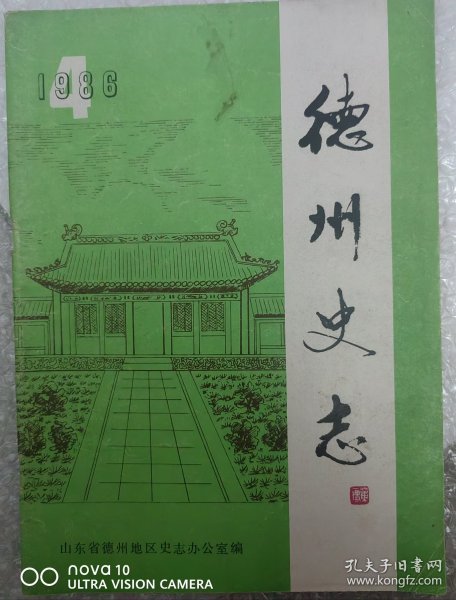 1986
4
德州史志
山东省德州地区史志办公室编
nova 10
ULTRA VISION CAMERA
孔夫子旧书网
www.kongfz.com